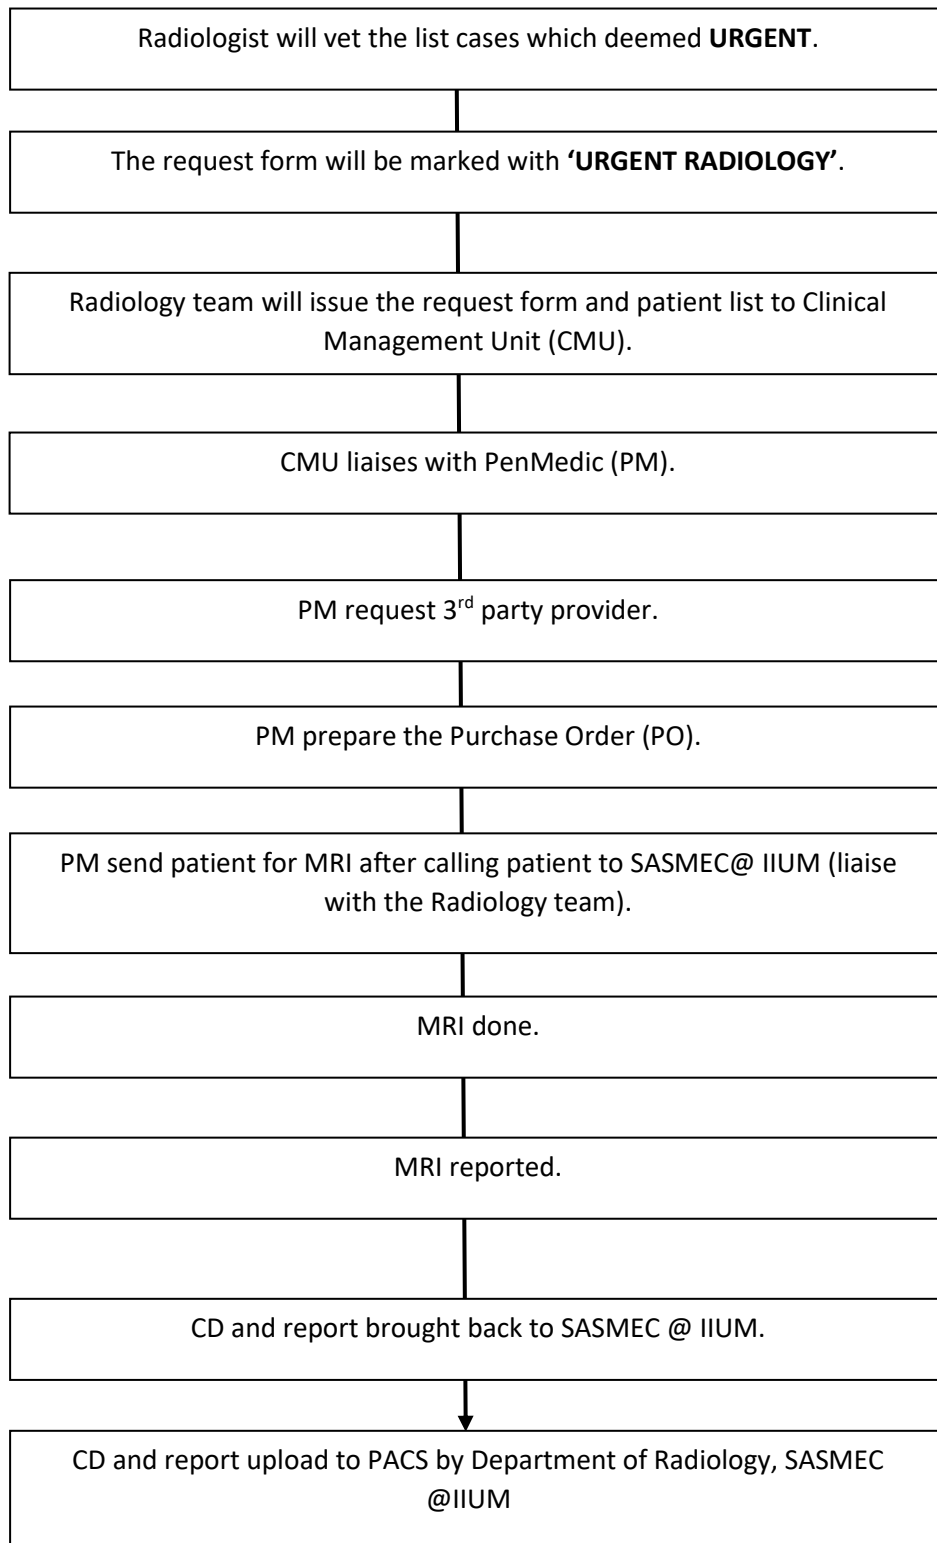 Radiologist will vet the list cases which deemed URGENT.
The request form will be marked with ‘URGENT RADIOLOGY’.
Radiology team will issue the request form and patient list to Clinical
Management Unit (CMU).
CMU liaises with PenMedic (PM).
PM request 3rd party provider.
PM prepare the Purchase Order (PO).
PM send patient for MRI after calling patient to SASMEC@ IIUM (liaise
with the Radiology team).
MRI done.
MRI reported.
CD and report brought back to SASMEC @ IIUM.
CD and report upload to PACS by Department of Radiology, SASMEC
@IIUM